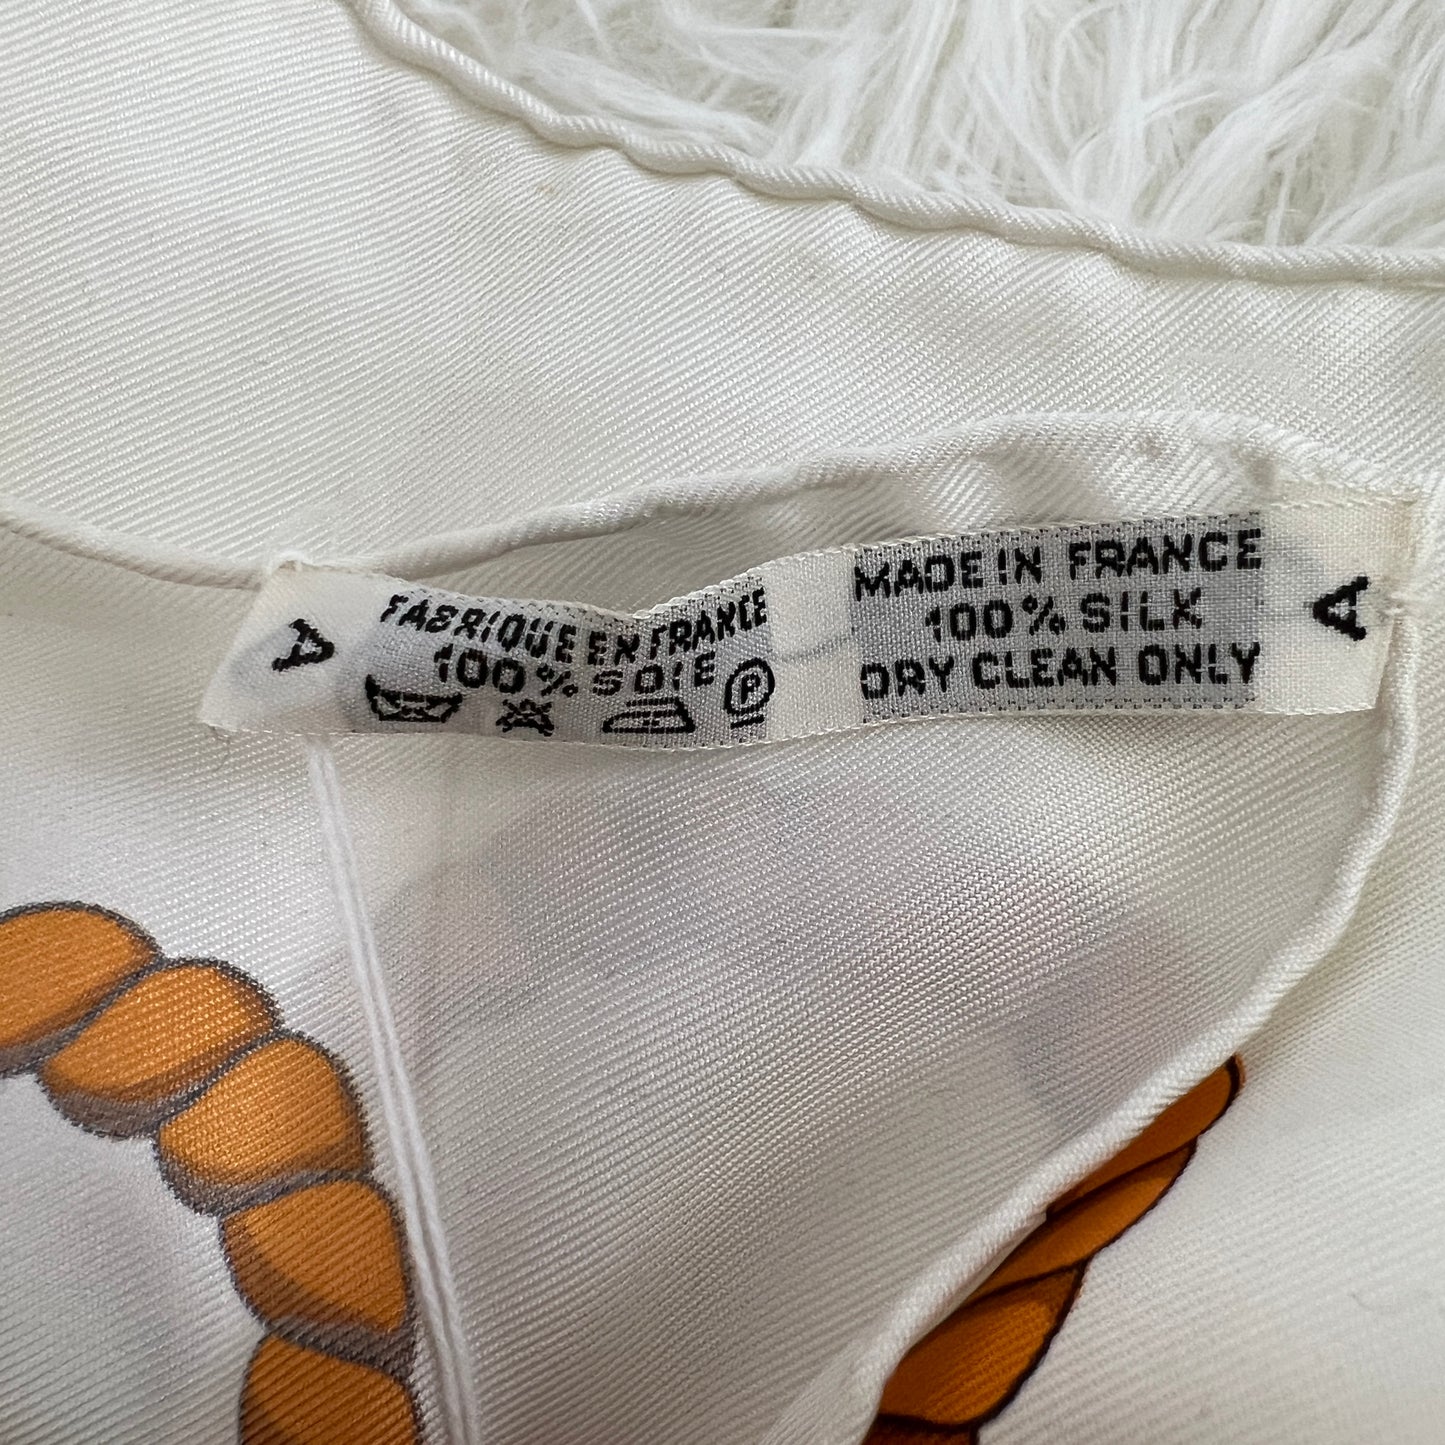 A
FABRIQUE EN FRANCE
100% SOIE
P
MADE IN FRANCE
100% SILK
DRY CLEAN ONLY
A